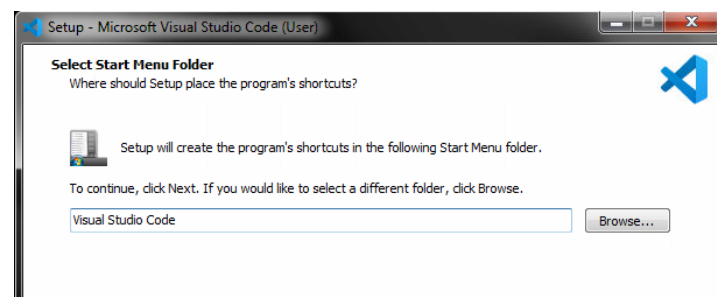 Setup - Microsoft Visual Studio Code (User)
Select Start Menu Folder
Where should Setup place the program's shortcuts?
Setup will create the program's shortcuts in the following Start Menu folder.
To continue, click Next. If you would like to select a different folder, click Browse.
Visual Studio Code
Browse...